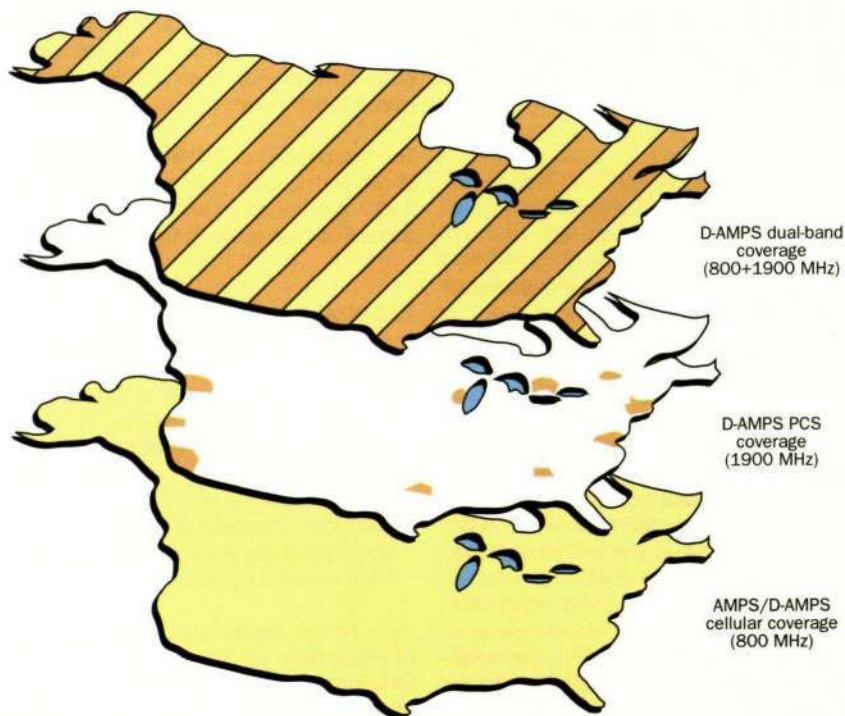 D-AMPS dual-band
coverage
(800+1900 MHz)
D-AMPS PCS
coverage
(1900 MHz)
AMPS/D-AMPS
cellular coverage
(800 MHz)